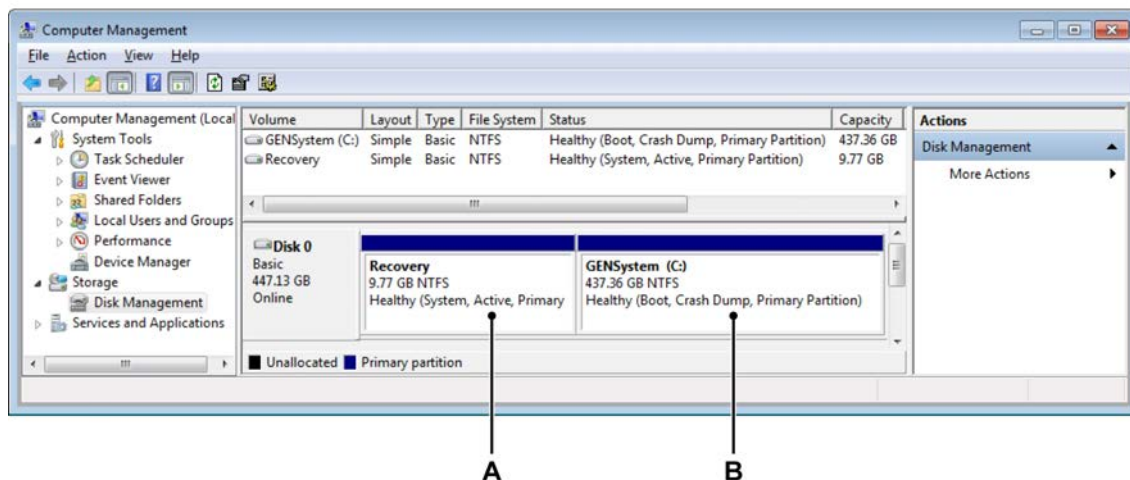 Computer Management
File Action View Help
Computer Management (Local
System Tools
Task Scheduler
Event Viewer
Shared Folders
Local Users and Groups
Performance
Device Manager
Storage
Disk Management
Services and Applications
Volume Layout Type File System Status Capacity
GENSystem (C:) Simple Basic NTFS Healthy (Boot, Crash Dump, Primary Partition) 437.36 GB
Recovery Simple Basic NTFS Healthy (System, Active, Primary Partition) 9.77 GB
Disk 0
Basic
447.13 GB
Online
Recovery
9.77 GB NTFS
Healthy (System, Active, Primary
GENSystem (C:)
437.36 GB NTFS
Healthy (Boot, Crash Dump, Primary Partition)
Unallocated Primary partition
Actions
Disk Management
More Actions
A B